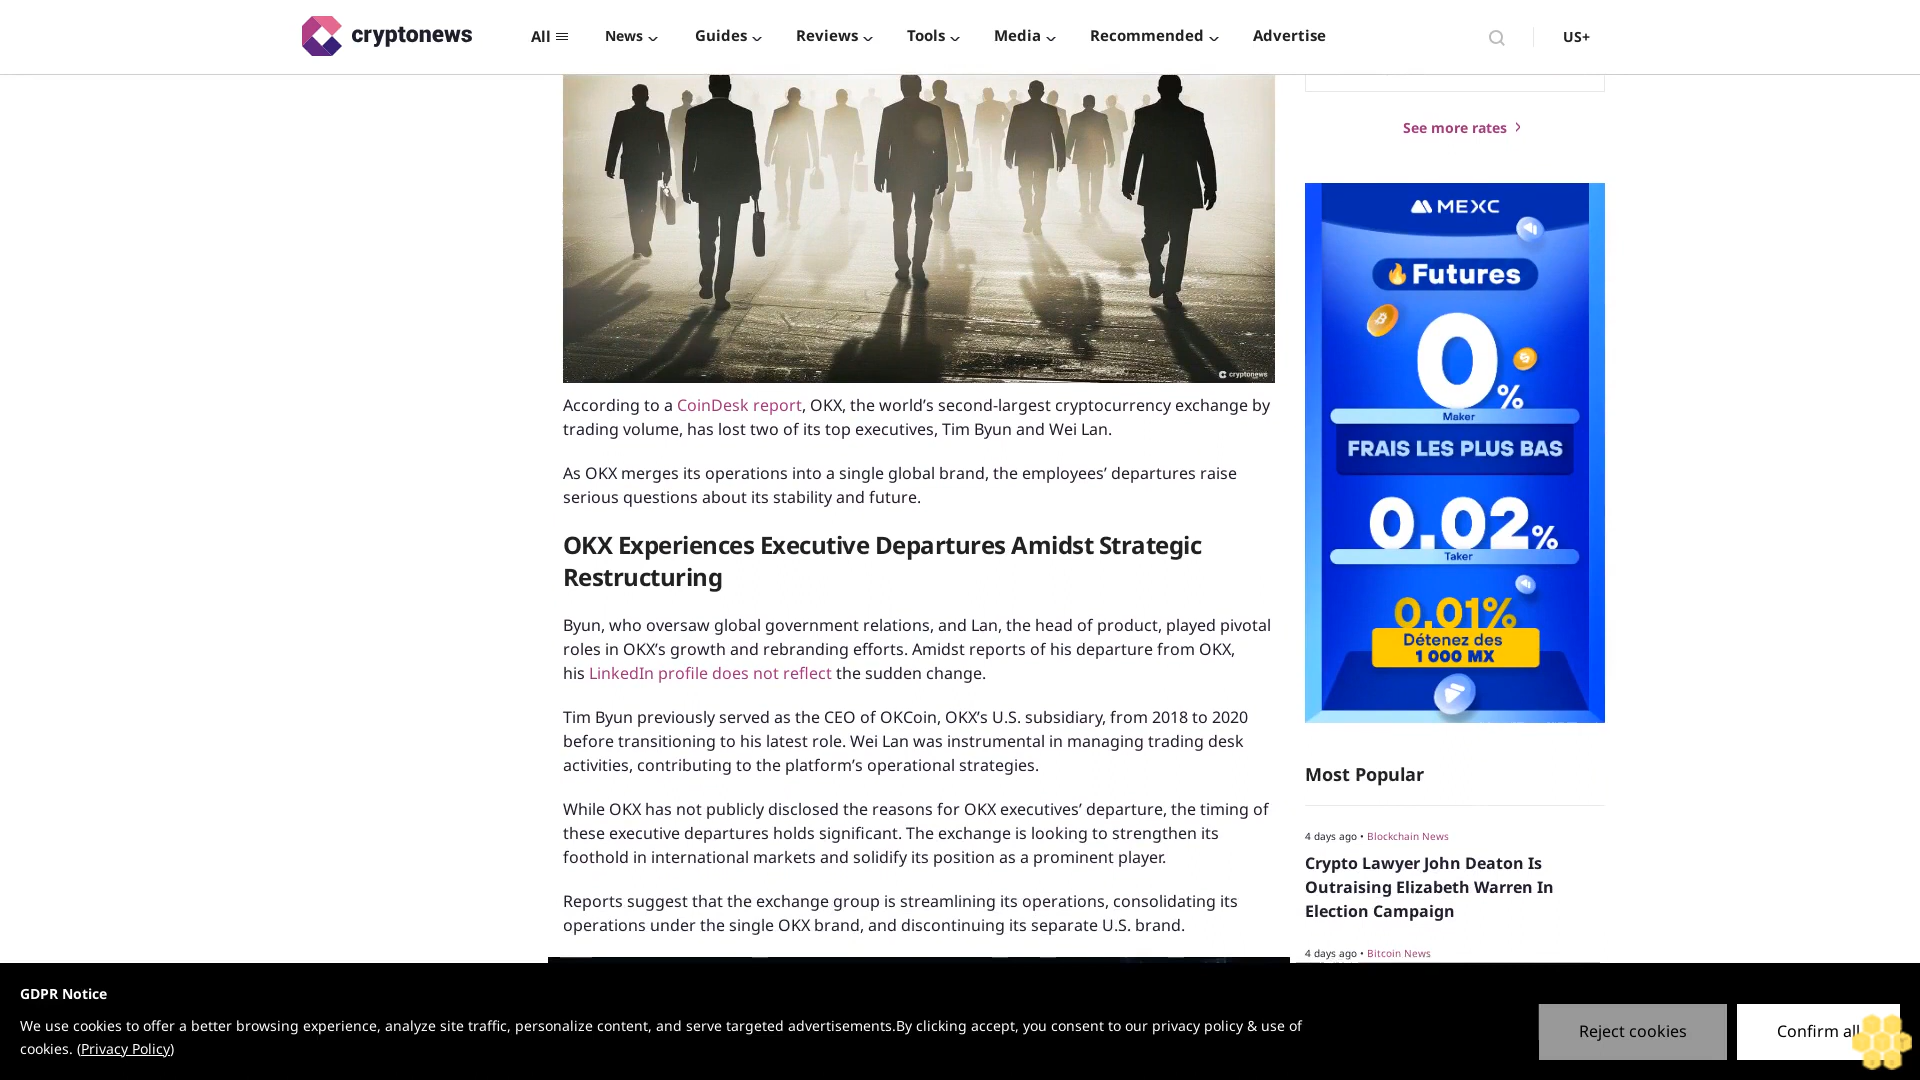 cryptonews
All
News
Guides
Reviews
Tools
Media
Recommended
Advertise
US+
cryptonews
According to a CoinDesk report, OKX, the world’s second-largest cryptocurrency exchange by
trading volume, has lost two of its top executives, Tim Byun and Wei Lan.
As OKX merges its operations into a single global brand, the employees’ departures raise
serious questions about its stability and future.
OKX Experiences Executive Departures Amidst Strategic
Restructuring
Byun, who oversaw global government relations, and Lan, the head of product, played pivotal
roles in OKX’s growth and rebranding efforts. Amidst reports of his departure from OKX,
his LinkedIn profile does not reflect the sudden change.
Tim Byun previously served as the CEO of OKCoin, OKX’s U.S. subsidiary, from 2018 to 2020
before transitioning to his latest role. Wei Lan was instrumental in managing trading desk
activities, contributing to the platform’s operational strategies.
While OKX has not publicly disclosed the reasons for OKX executives’ departure, the timing of
these executive departures holds significant. The exchange is looking to strengthen its
foothold in international markets and solidify its position as a prominent player.
Reports suggest that the exchange group is streamlining its operations, consolidating its
operations under the single OKX brand, and discontinuing its separate U.S. brand.
See more rates
MEXC
Futures
0%
Maker
FRAIS LES PLUS BAS
0.02%
Taker
0.01%
Détenez des
1 000 MX
Most Popular
4 days ago • Blockchain News
Crypto Lawyer John Deaton Is
Outraising Elizabeth Warren In
Election Campaign
4 days ago • Bitcoin News
GDPR Notice
We use cookies to offer a better browsing experience, analyze site traffic, personalize content, and serve targeted advertisements.By clicking accept, you consent to our privacy policy & use of
cookies. (Privacy Policy)
Reject cookies
Confirm all